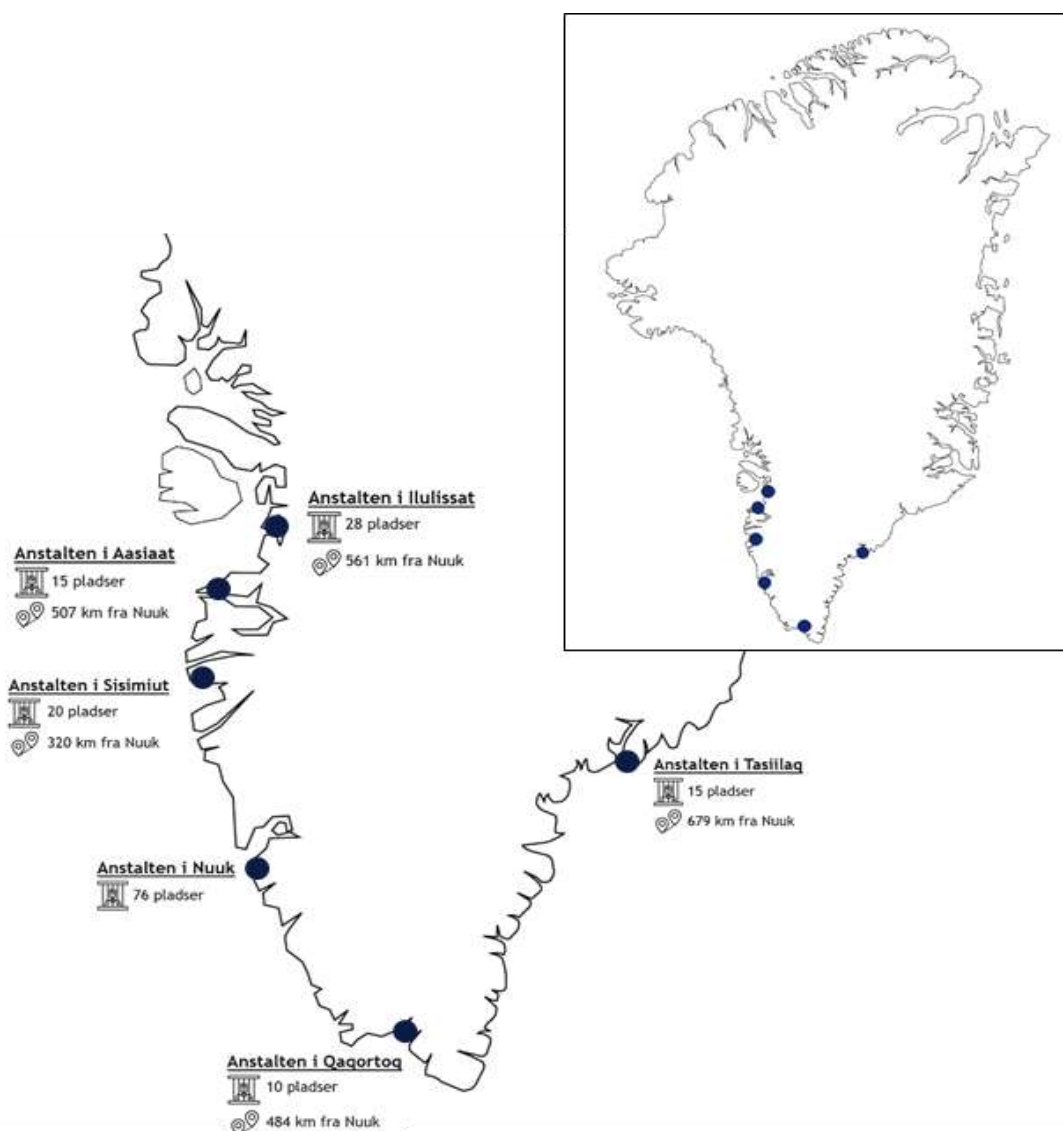 Anstalten i Ilulissat
28 pladser
561 km fra Nuuk
Anstalten i Aasiaat
15 pladser
507 km fra Nuuk
Anstalten i Sisimiut
20 pladser
320 km fra Nuuk
Anstalten i Tasiilaq
15 pladser
679 km fra Nuuk
Anstalten i Nuuk
76 pladser
Anstalten i Qaqortoq
10 pladser
484 km fra Nuuk